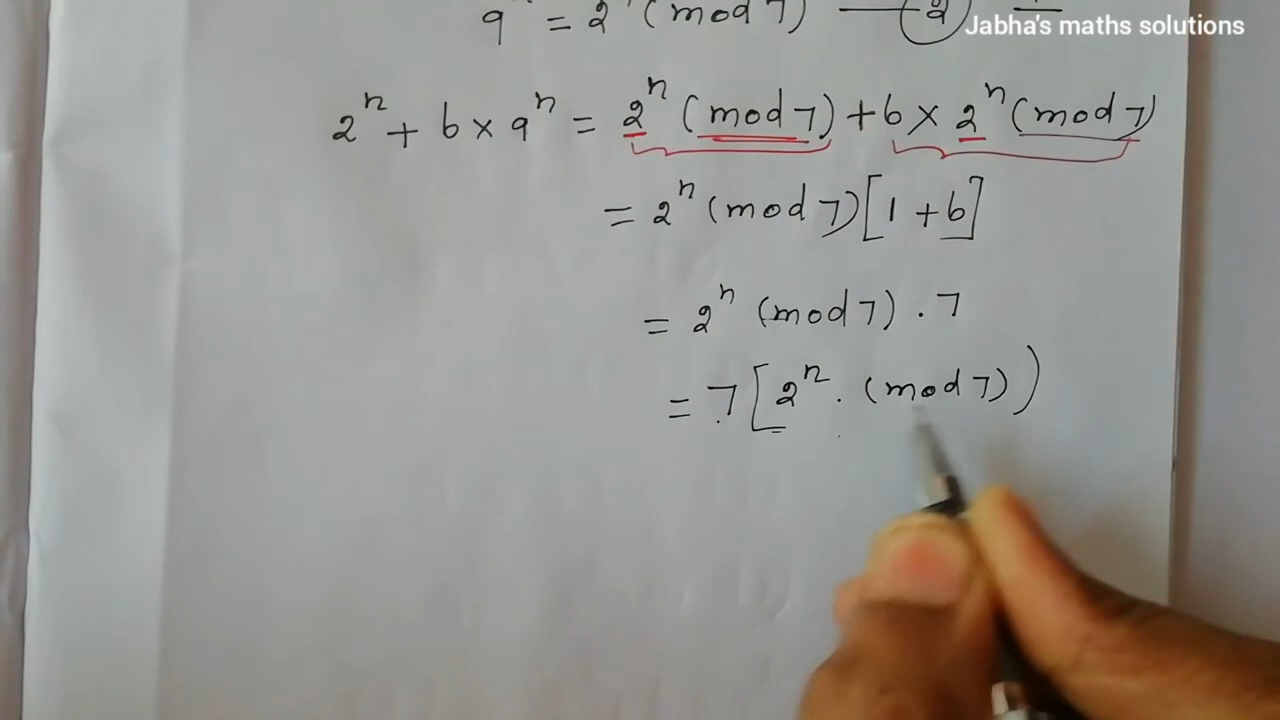 9ⁿ = 2ⁿ (mod 7) —— ②
Jabha's maths solutions
2ⁿ + 6 × 9ⁿ = 2ⁿ (mod 7) + 6 × 2ⁿ (mod 7)
= 2ⁿ (mod 7) [1 + 6]
= 2ⁿ (mod 7) . 7
= 7 [2ⁿ . (mod 7))